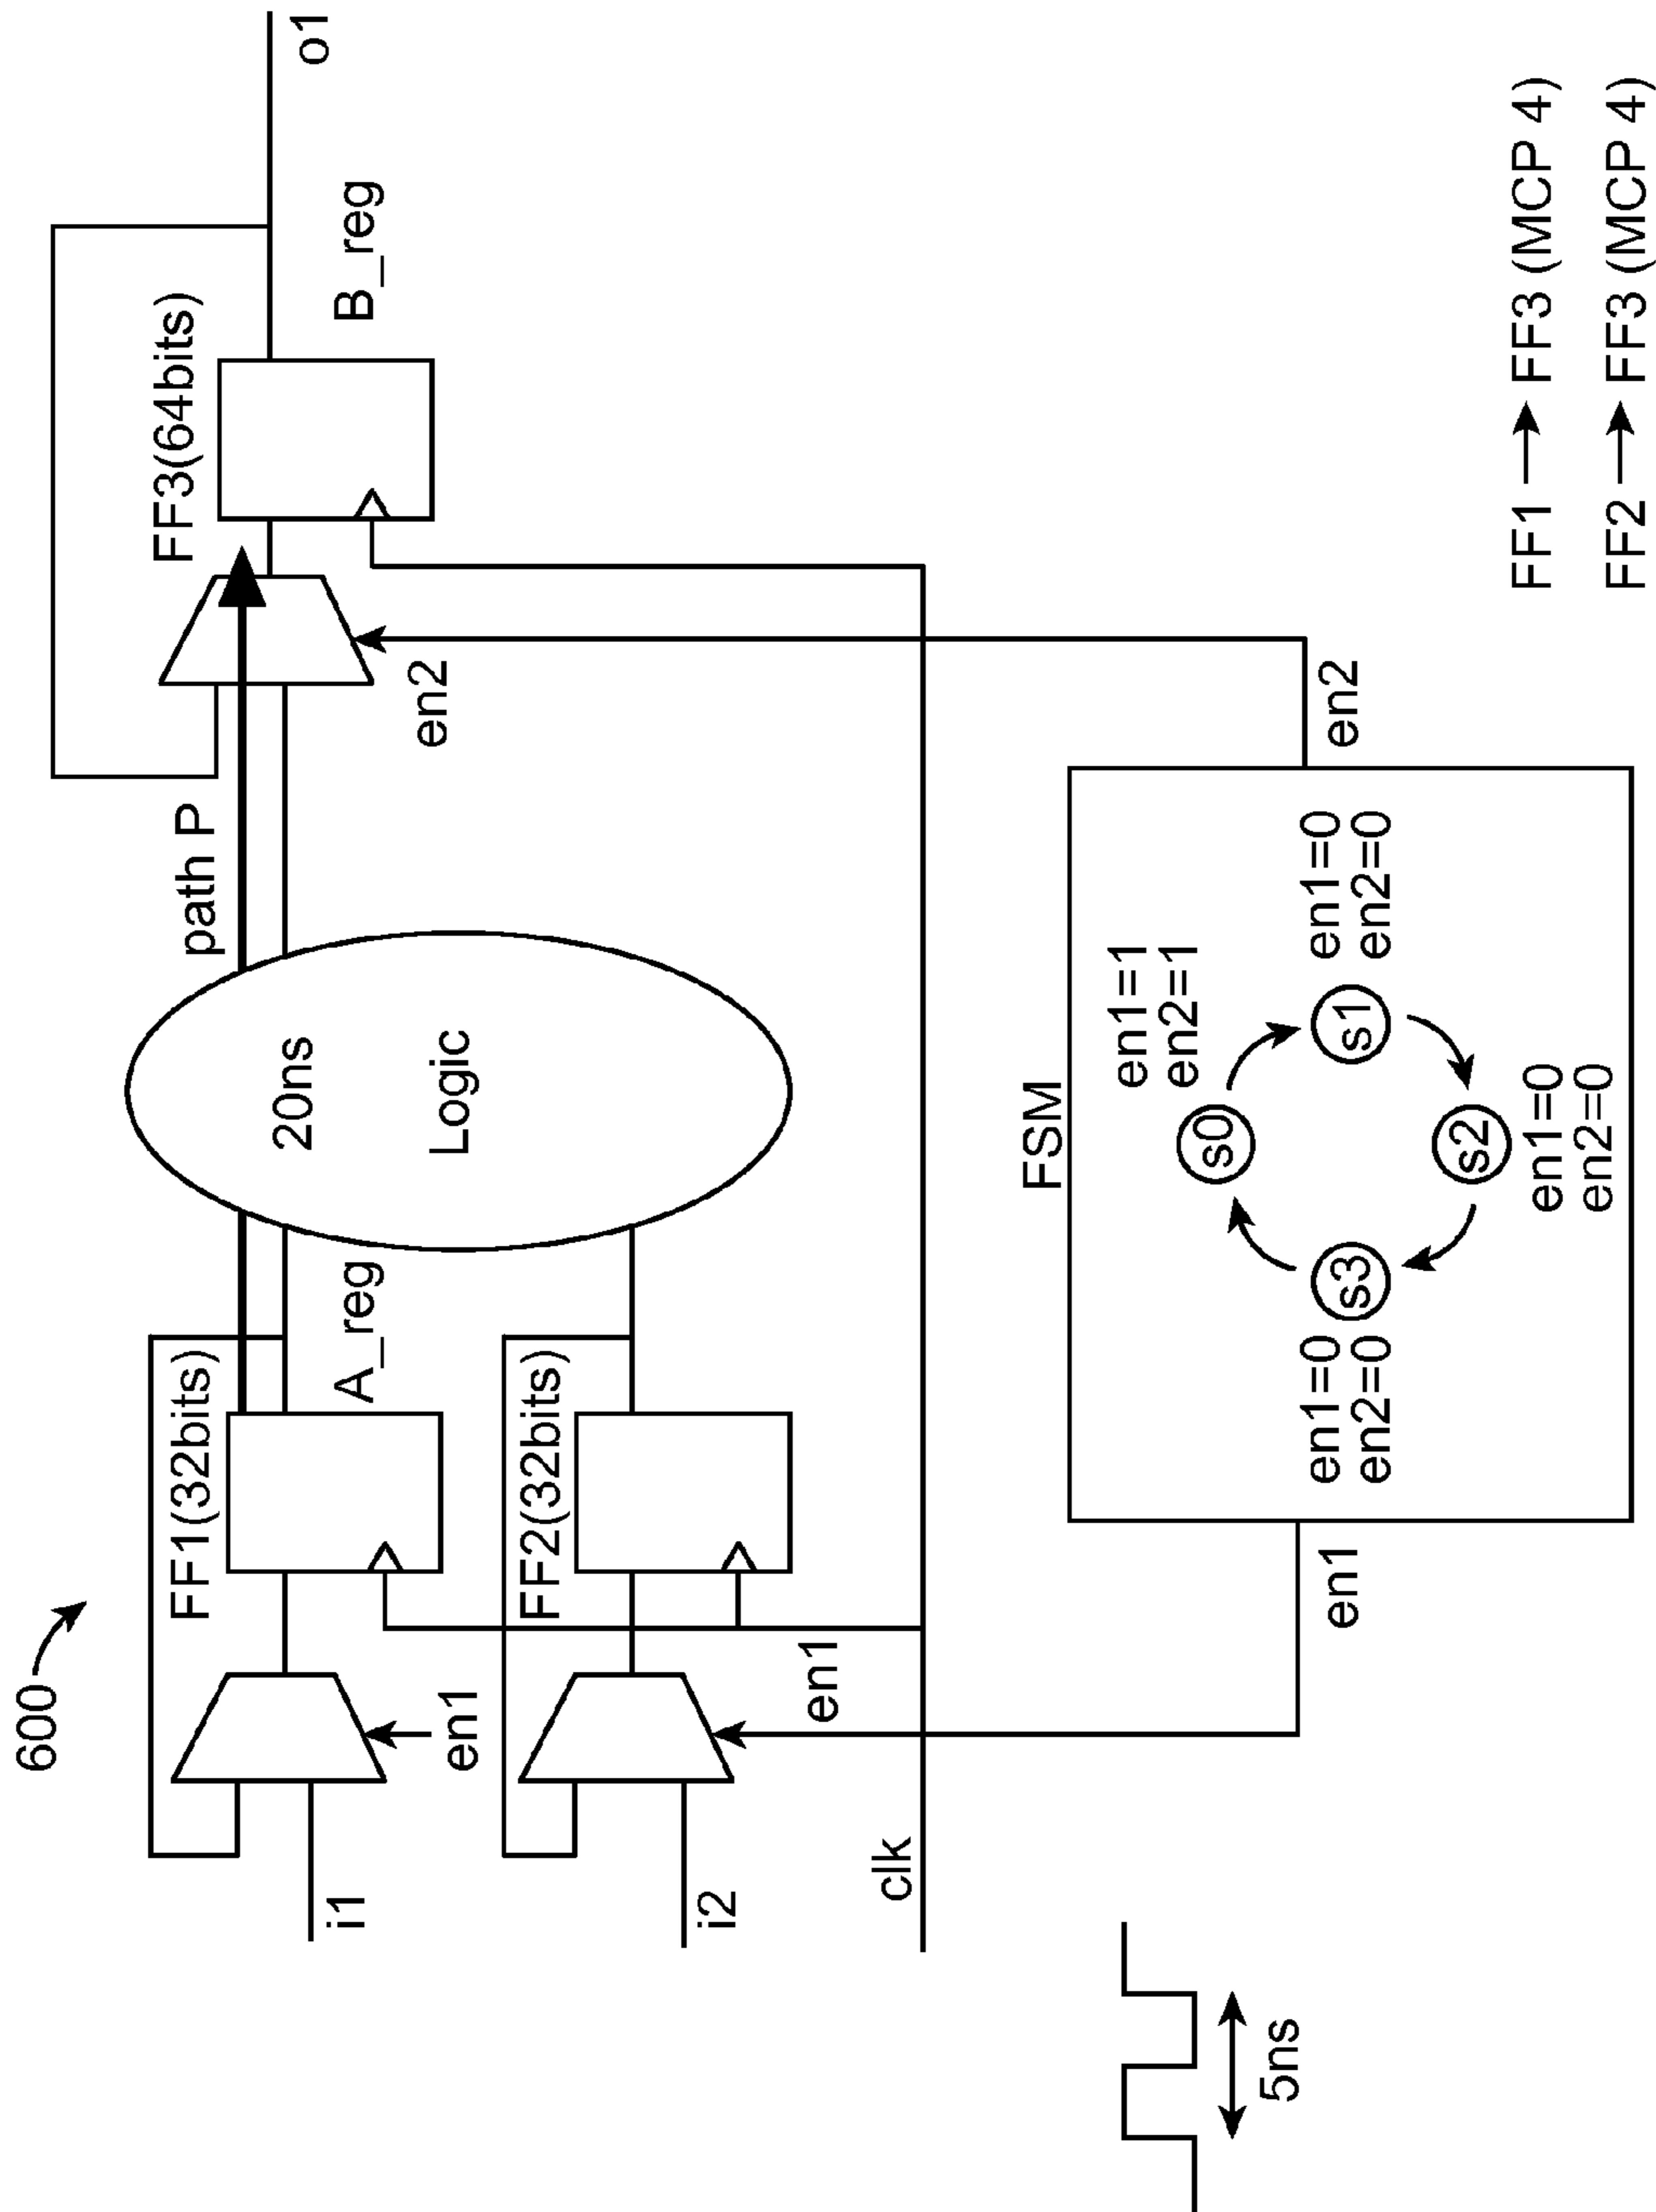 600
FF1(32bits)
i1
en1
A_reg
FF2(32bits)
i2
en1
clk
20ns
Logic
path P
FF3(64bits)
en2
B_reg
o1
5ns
FSM
en1
en2
s0
en1=1
en2=1
s1
en1=0
en2=0
s2
en1=0
en2=0
s3
en1=0
en2=0
FF1 → FF3 (MCP 4)
FF2 → FF3 (MCP 4)